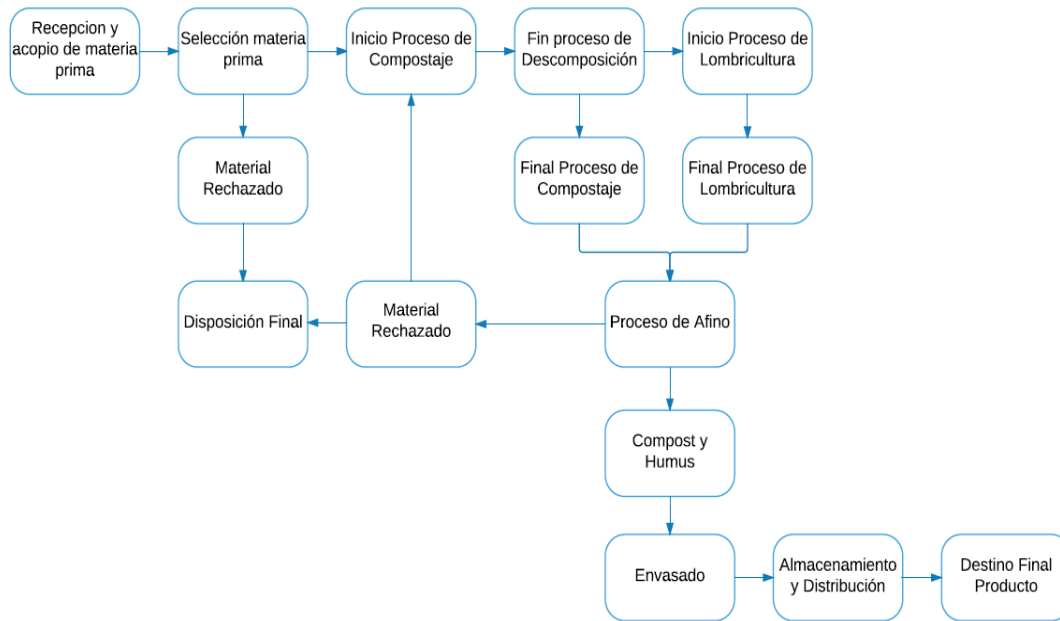 Recepcion y
acopio de materia
prima
Selección materia
prima
Inicio Proceso de
Compostaje
Fin proceso de
Descomposición
Inicio Proceso de
Lombricultura
Material
Rechazado
Final Proceso de
Compostaje
Final Proceso de
Lombricultura
Disposición Final
Material
Rechazado
Proceso de Afino
Compost y
Humus
Envasado
Almacenamiento
y Distribución
Destino Final
Producto